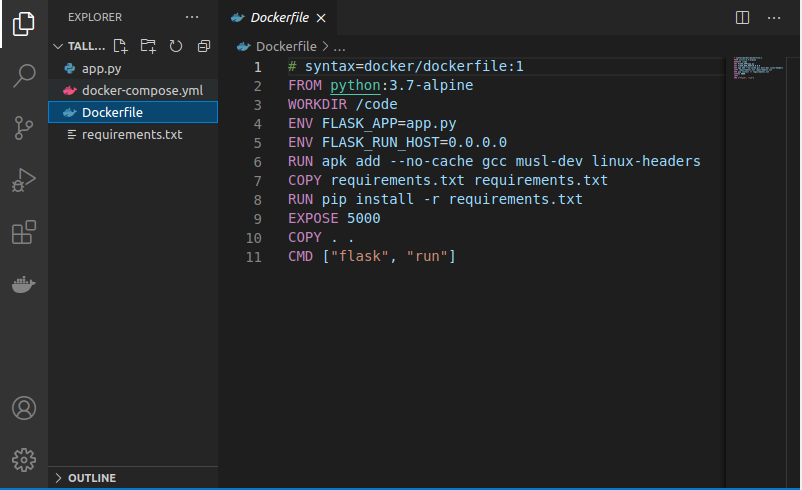 EXPLORER
TALL...
app.py
docker-compose.yml
Dockerfile
requirements.txt
OUTLINE
Dockerfile
Dockerfile > ...
1 # syntax=docker/dockerfile:1
2 FROM python:3.7-alpine
3 WORKDIR /code
4 ENV FLASK_APP=app.py
5 ENV FLASK_RUN_HOST=0.0.0.0
6 RUN apk add --no-cache gcc musl-dev linux-headers
7 COPY requirements.txt requirements.txt
8 RUN pip install -r requirements.txt
9 EXPOSE 5000
10 COPY . .
11 CMD ["flask", "run"]